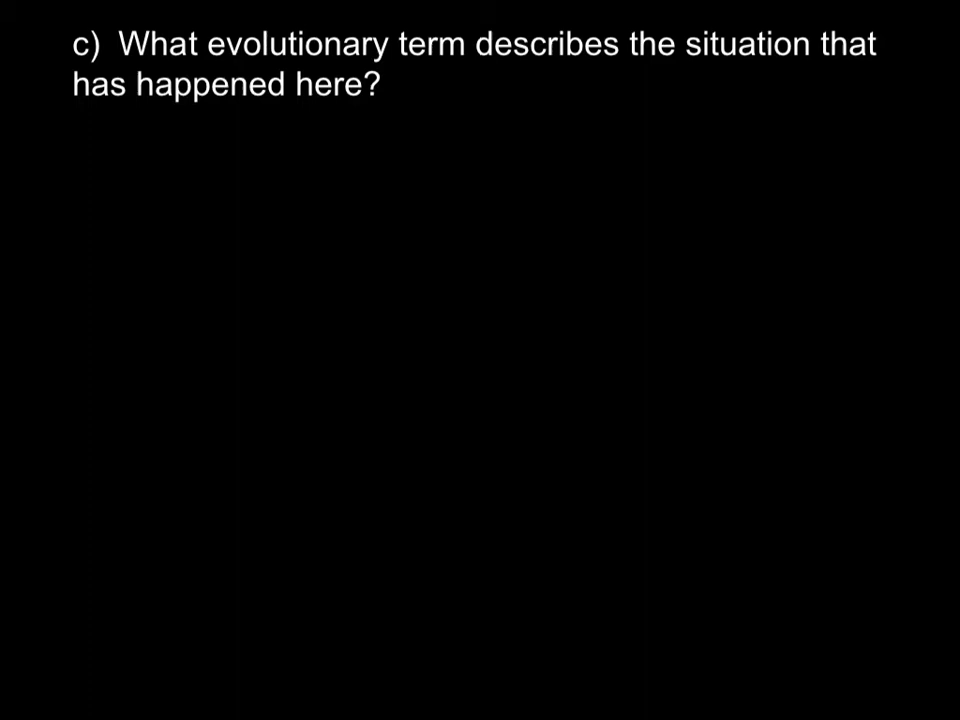 c)  What evolutionary term describes the situation that
has happened here?